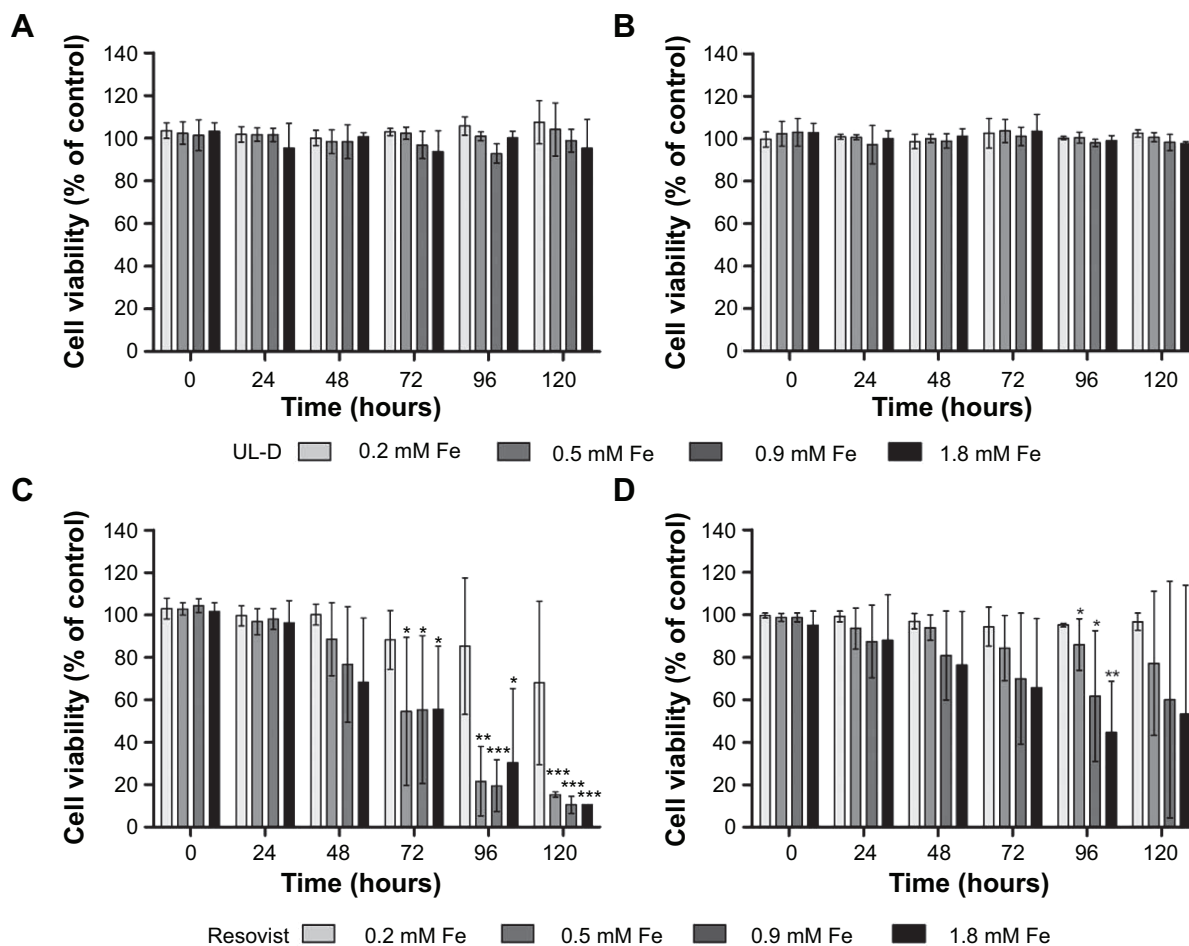 A
Cell viability (% of control)
140
120
100
80
60
40
20
0
0 24 48 72 96 120
Time (hours)
B
Cell viability (% of control)
140
120
100
80
60
40
20
0
0 24 48 72 96 120
Time (hours)
UL-D 0.2 mM Fe 0.5 mM Fe 0.9 mM Fe 1.8 mM Fe
C
Cell viability (% of control)
140
120
100
80
60
40
20
0
* * *
** *** *
*** *** ***
0 24 48 72 96 120
Time (hours)
D
Cell viability (% of control)
140
120
100
80
60
40
20
0
* * **
0 24 48 72 96 120
Time (hours)
Resovist 0.2 mM Fe 0.5 mM Fe 0.9 mM Fe 1.8 mM Fe